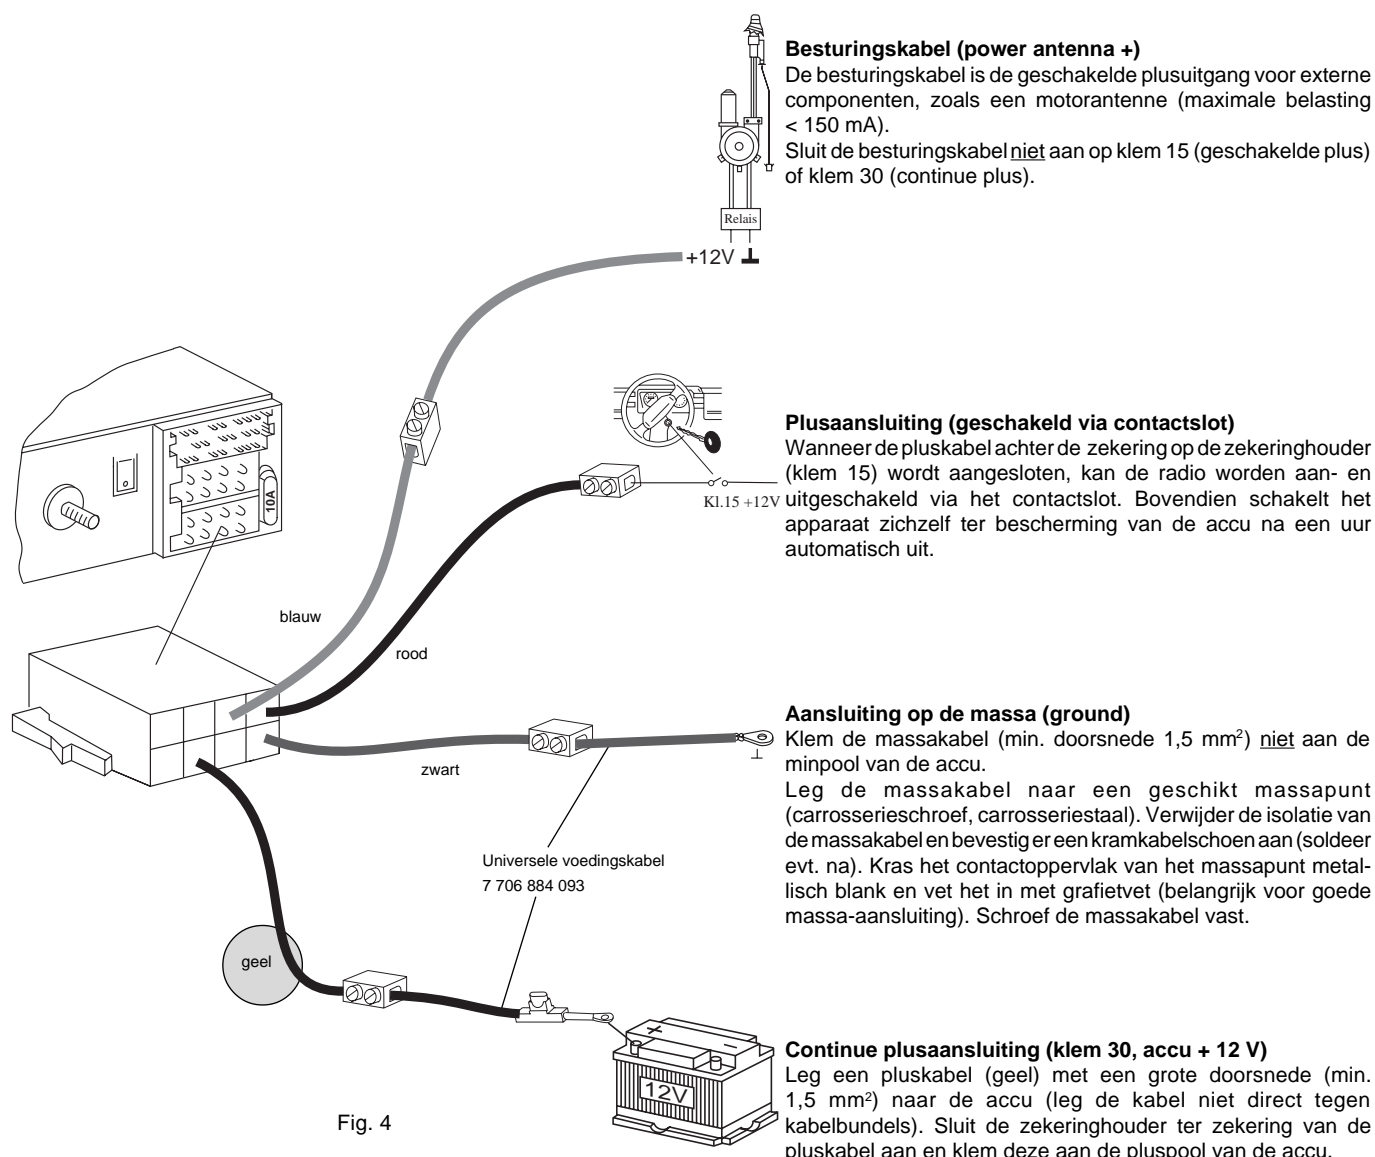 Besturingskabel (power antenna +)
De besturingskabel is de geschakelde plusuitgang voor externe
componenten, zoals een motorantenne (maximale belasting
< 150 mA).
Sluit de besturingskabel niet aan op klem 15 (geschakelde plus)
of klem 30 (continue plus).
Relais
+12V
Plusaansluiting (geschakeld via contactslot)
Wanneer de pluskabel achter de zekering op de zekeringhouder
(klem 15) wordt aangesloten, kan de radio worden aan- en
uitgeschakeld via het contactslot. Bovendien schakelt het
apparaat zichzelf ter bescherming van de accu na een uur
automatisch uit.
Kl.15 +12V
10A
blauw
rood
zwart
Aansluiting op de massa (ground)
Klem de massakabel (min. doorsnede 1,5 mm²) niet aan de
minpool van de accu.
Leg de massakabel naar een geschikt massapunt
(carrosserieschroef, carrosseriestaal). Verwijder de isolatie van
de massakabel en bevestig er een kramkabelschoen aan (soldeer
evt. na). Kras het contactoppervlak van het massapunt metal-
lisch blank en vet het in met grafietvet (belangrijk voor goede
massa-aansluiting). Schroef de massakabel vast.
Universele voedingskabel
7 706 884 093
geel
+ −
12V
Continue plusaansluiting (klem 30, accu + 12 V)
Leg een pluskabel (geel) met een grote doorsnede (min.
1,5 mm²) naar de accu (leg de kabel niet direct tegen
kabelbundels). Sluit de zekeringhouder ter zekering van de
pluskabel aan en klem deze aan de pluspool van de accu.
Fig. 4